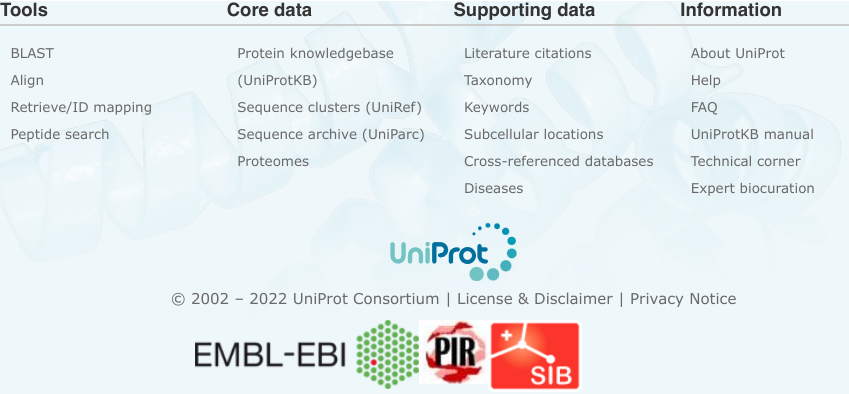 Tools
BLAST
Align
Retrieve/ID mapping
Peptide search
Core data
Protein knowledgebase
(UniProtKB)
Sequence clusters (UniRef)
Sequence archive (UniParc)
Proteomes
Supporting data
Literature citations
Taxonomy
Keywords
Subcellular locations
Cross-referenced databases
Diseases
Information
About UniProt
Help
FAQ
UniProtKB manual
Technical corner
Expert biocuration
UniProt
© 2002 – 2022 UniProt Consortium | License & Disclaimer | Privacy Notice
EMBL-EBI
PIR
SIB